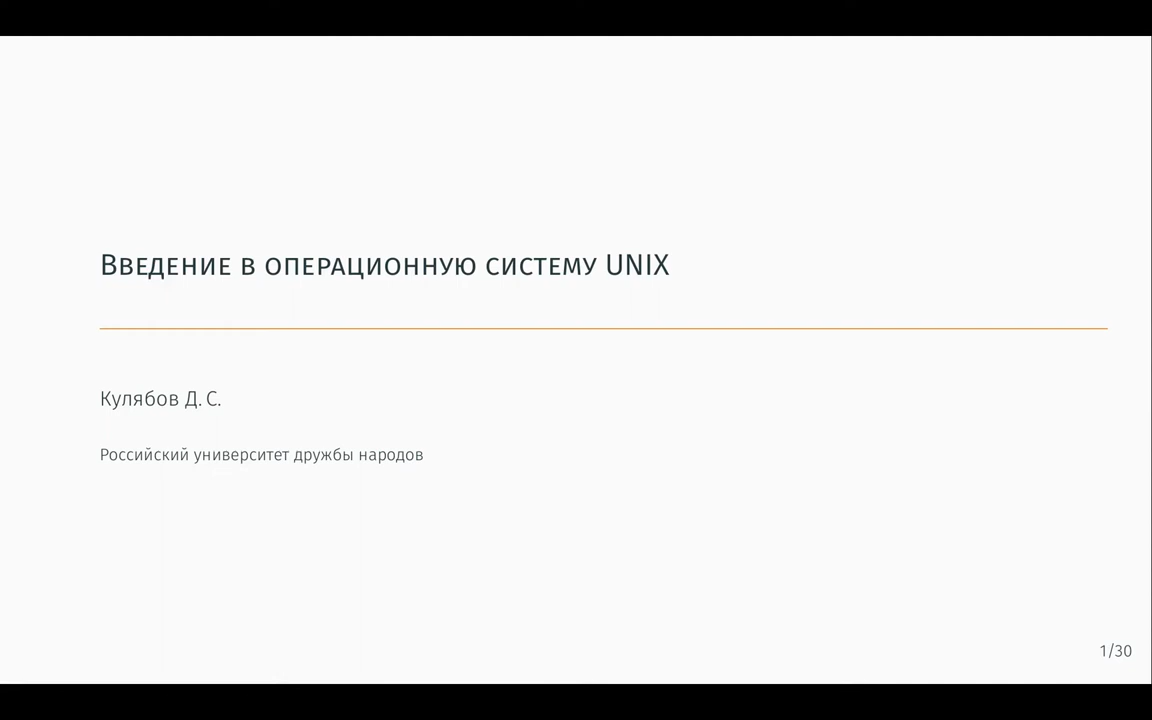 Введение в операционную систему UNIX
Кулябов Д. С.
Российский университет дружбы народов
1/30